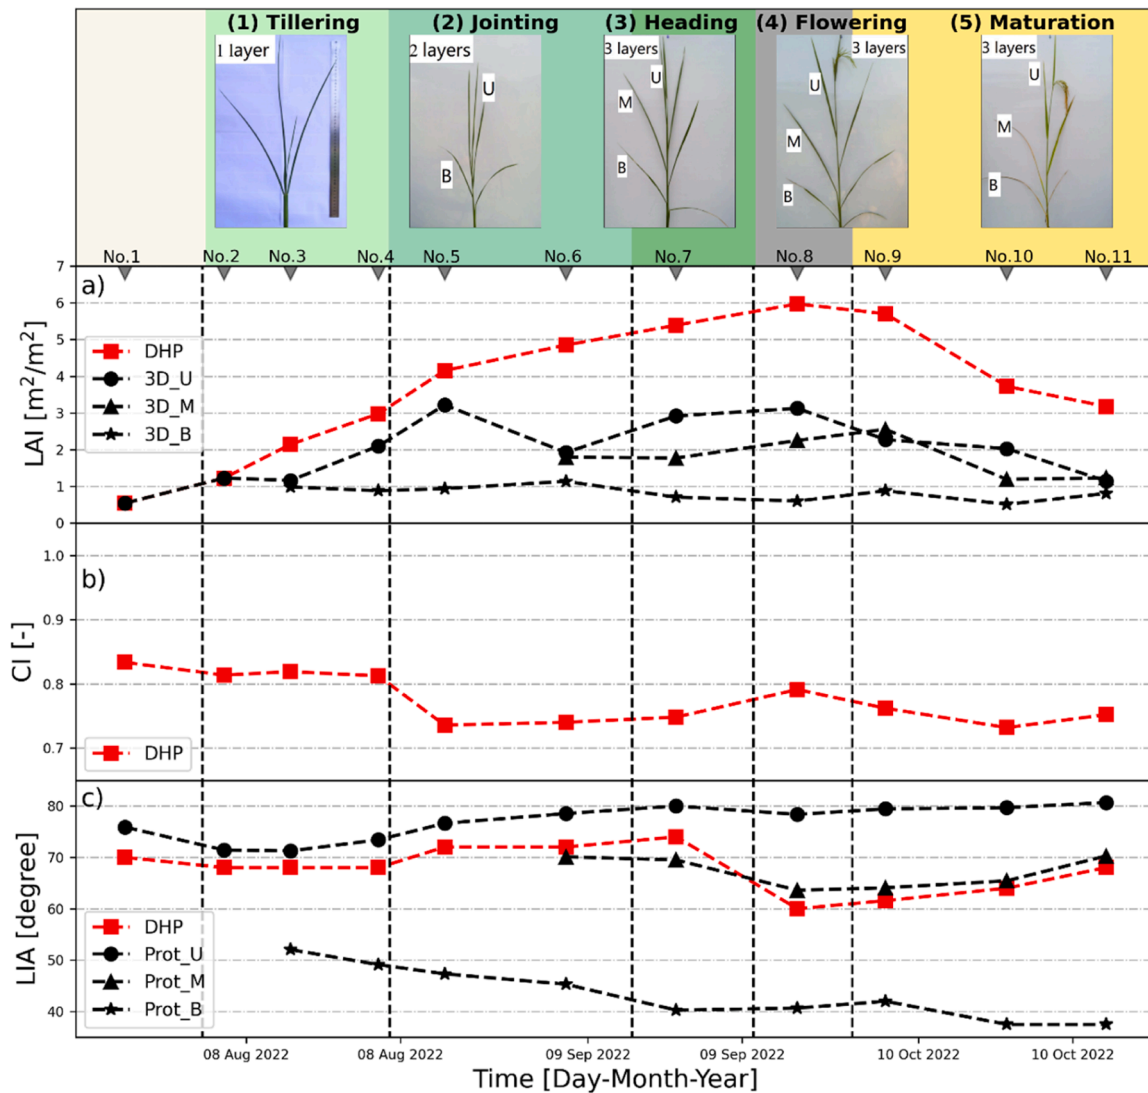 (1) Tillering (2) Jointing (3) Heading (4) Flowering (5) Maturation
1 layer 2 layers 3 layers 3 layers 3 layers
U
B
U
M
B
U
M
B
U
M
B
No.1 No.2 No.3 No.4 No.5 No.6 No.7 No.8 No.9 No.10 No.11
a)
LAI [m²/m²]
7
6
5
4
3
2
1
0
DHP
3D_U
3D_M
3D_B
b)
CI [-]
1.0
0.9
0.8
0.7
DHP
c)
LIA [degree]
80
70
60
50
40
DHP
Prot_U
Prot_M
Prot_B
08 Aug 2022 08 Aug 2022 09 Sep 2022 09 Sep 2022 10 Oct 2022 10 Oct 2022
Time [Day-Month-Year]